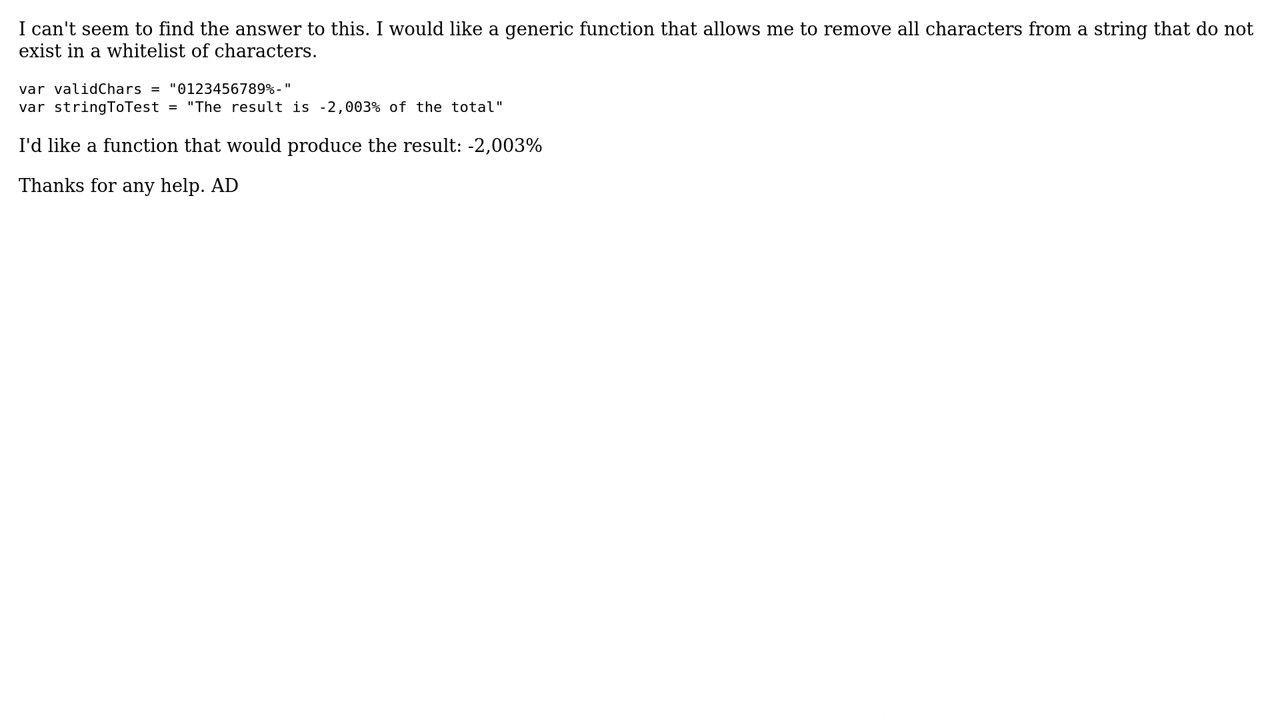 I can't seem to find the answer to this. I would like a generic function that allows me to remove all characters from a string that do not
exist in a whitelist of characters.
var validChars = "0123456789%-"
var stringToTest = "The result is -2,003% of the total"
I'd like a function that would produce the result: -2,003%
Thanks for any help. AD